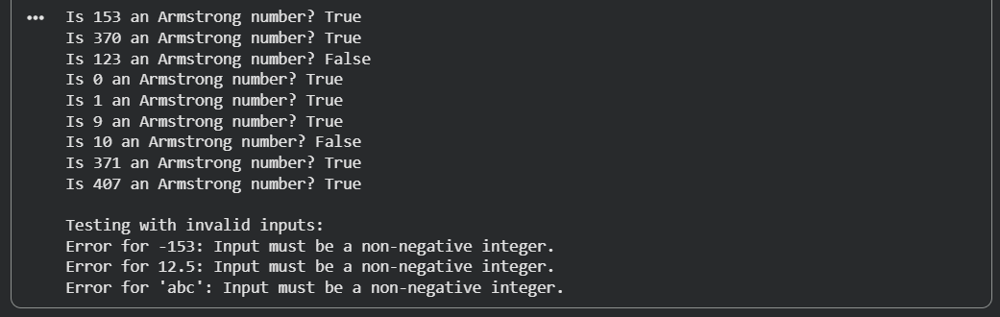 Is 153 an Armstrong number? True
Is 370 an Armstrong number? True
Is 123 an Armstrong number? False
Is 0 an Armstrong number? True
Is 1 an Armstrong number? True
Is 9 an Armstrong number? True
Is 10 an Armstrong number? False
Is 371 an Armstrong number? True
Is 407 an Armstrong number? True

Testing with invalid inputs:
Error for -153: Input must be a non-negative integer.
Error for 12.5: Input must be a non-negative integer.
Error for 'abc': Input must be a non-negative integer.